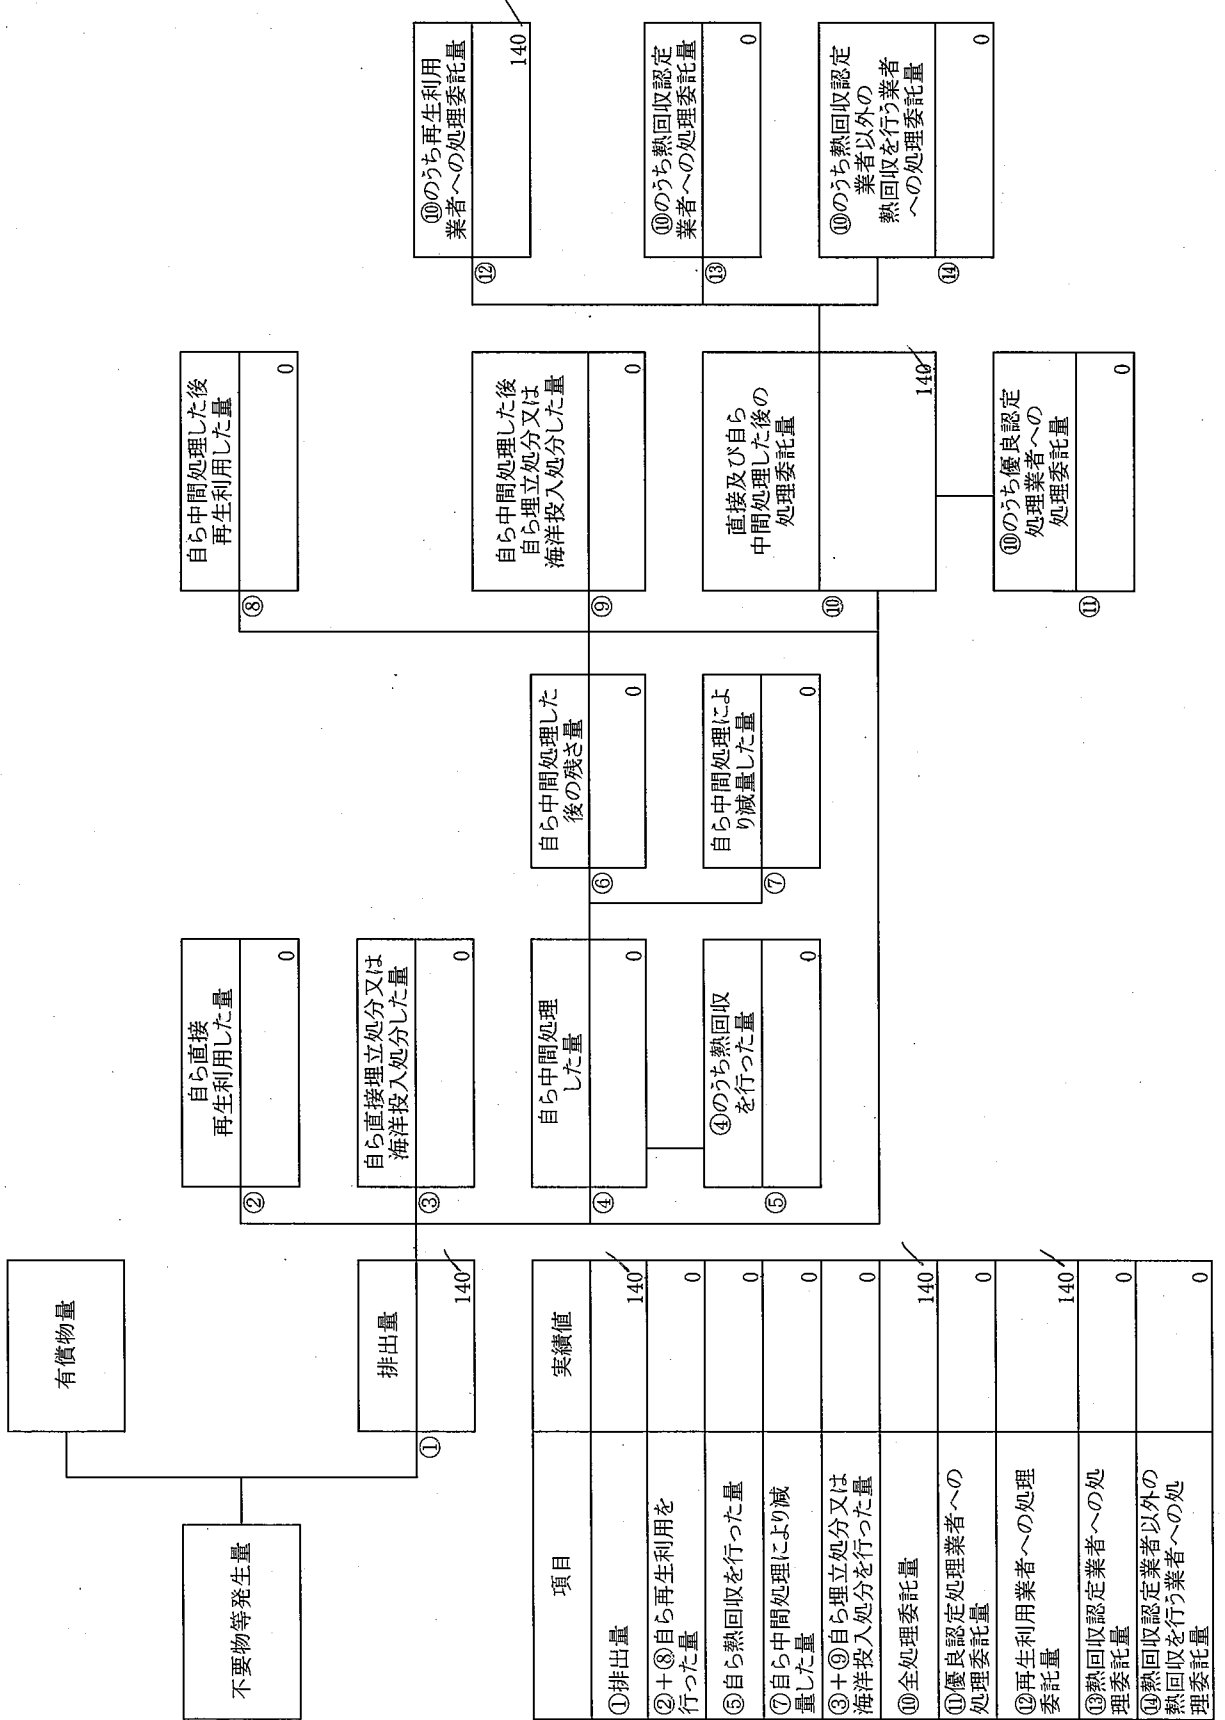 有償物量
不要物等発生量
①
排出量
140
②
自ら直接
再生利用した量
0
③
自ら直接埋立処分又は
海洋投入処分した量
0
④
自ら中間処理
した量
0
⑤
④のうち熱回収
を行った量
0
⑥
自ら中間処理した
後の残さ量
0
⑦
自ら中間処理によ
り減量した量
0
⑧
自ら中間処理した後
再生利用した量
0
⑨
自ら中間処理した後
自ら埋立処分又は
海洋投入処分した量
0
⑩
直接及び自ら
中間処理した後の
処理委託量
140
⑪
⑩のうち優良認定
処理業者への
処理委託量
0
⑫
⑩のうち再生利用
業者への処理委託量
140
⑬
⑩のうち熱回収認定
業者への処理委託量
0
⑭
⑩のうち熱回収認定
業者以外の
熱回収を行う業者
への処理委託量
0
項目 実績値
①排出量 140
②+⑧自ら再生利用を
行った量 0
⑤自ら熱回収を行った量 0
⑦自ら中間処理により減
量した量 0
③+⑨自ら埋立処分又は
海洋投入処分を行った量 0
⑩全処理委託量 140
⑪優良認定処理業者への
処理委託量 0
⑫再生利用業者への処理
委託量 140
⑬熱回収認定業者への処
理委託量 0
⑭熱回収認定業者以外の
熱回収を行う業者への処
理委託量 0